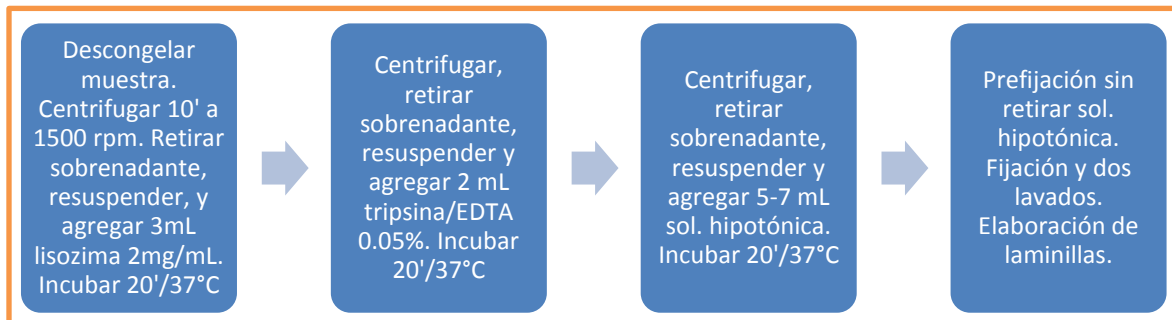 Descongelar
muestra.
Centrifugar 10' a
1500 rpm. Retirar
sobrenadante,
resuspender, y
agregar 3mL
lisozima 2mg/mL.
Incubar 20'/37°C
Centrifugar,
retirar
sobrenadante,
resuspender y
agregar 2 mL
tripsina/EDTA
0.05%. Incubar
20'/37°C
Centrifugar,
retirar
sobrenadante,
resuspender y
agregar 5-7 mL
sol. hipotónica.
Incubar 20'/37°C
Prefijación sin
retirar sol.
hipotónica.
Fijación y dos
lavados.
Elaboración de
laminillas.